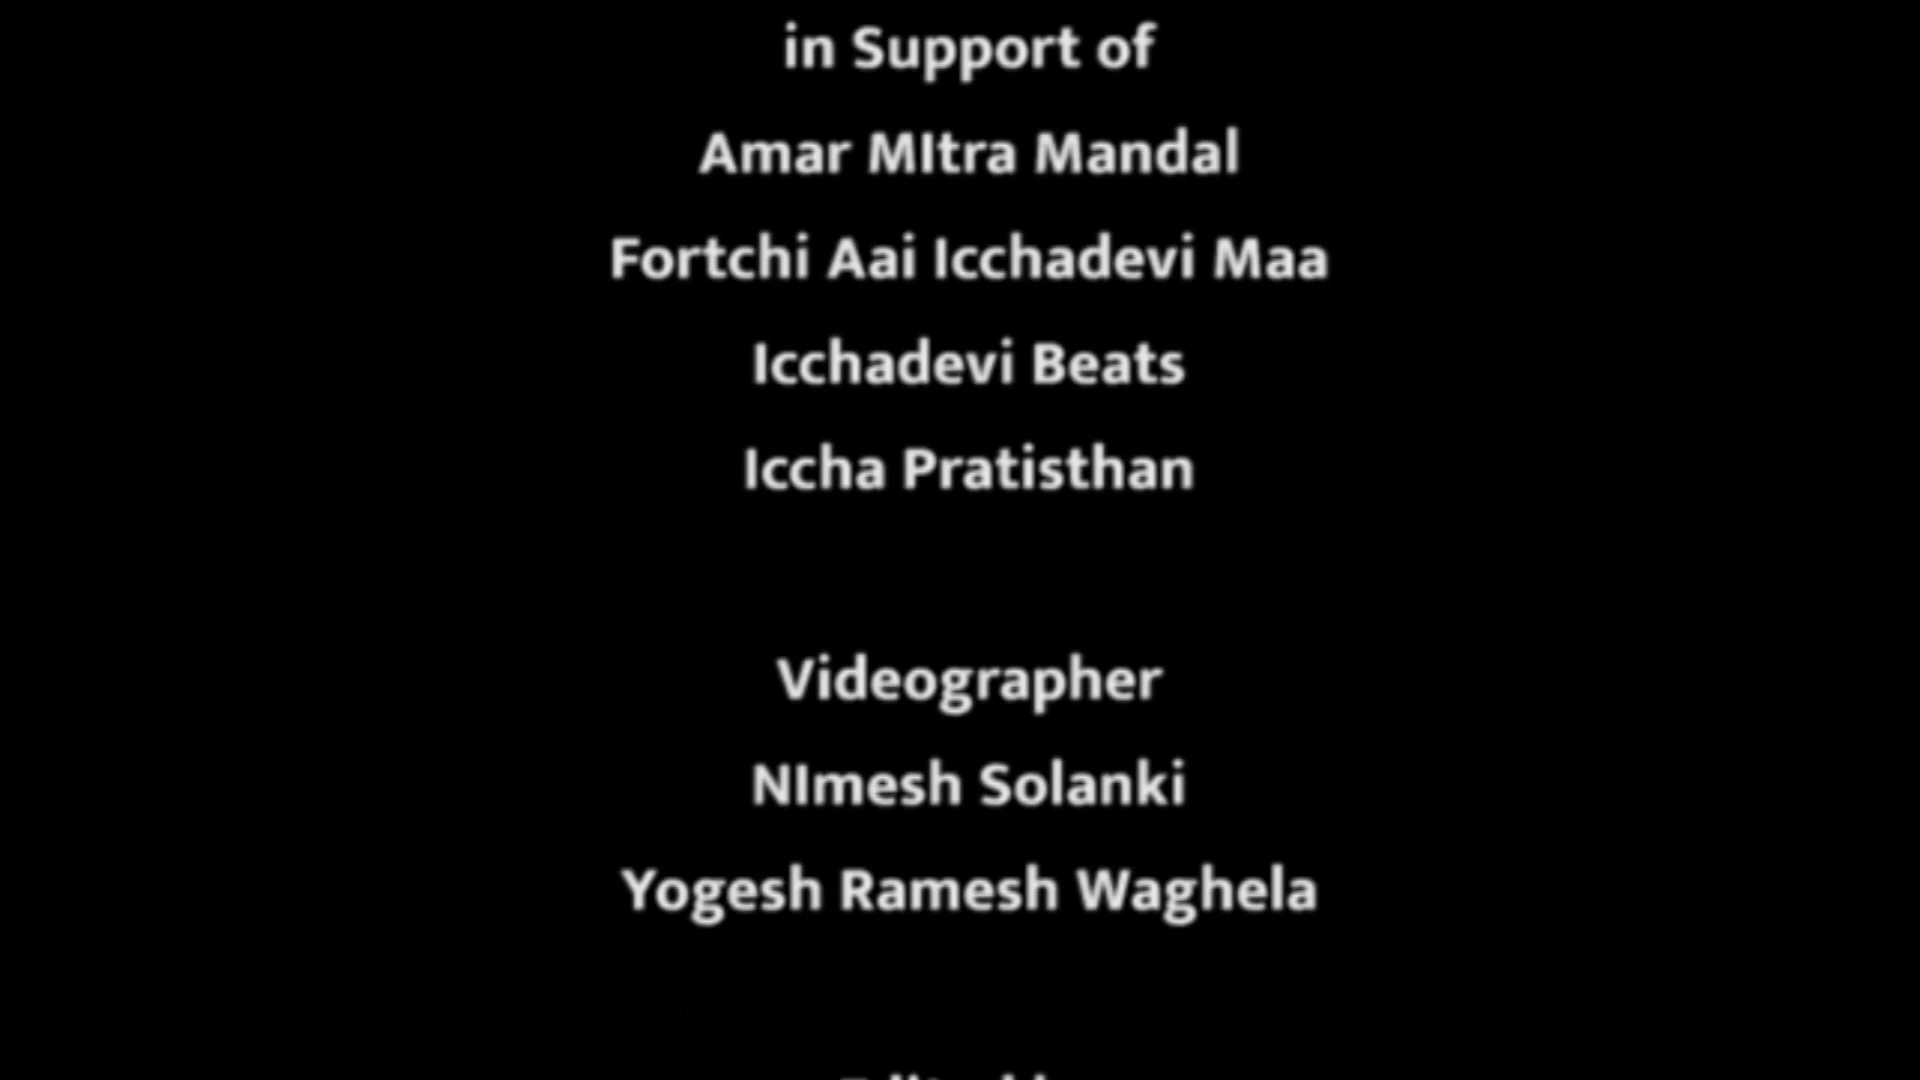 in Support of
Amar MItra Mandal
Fortchi Aai Icchadevi Maa
Icchadevi Beats
Iccha Pratisthan
Videographer
NImesh Solanki
Yogesh Ramesh Waghela